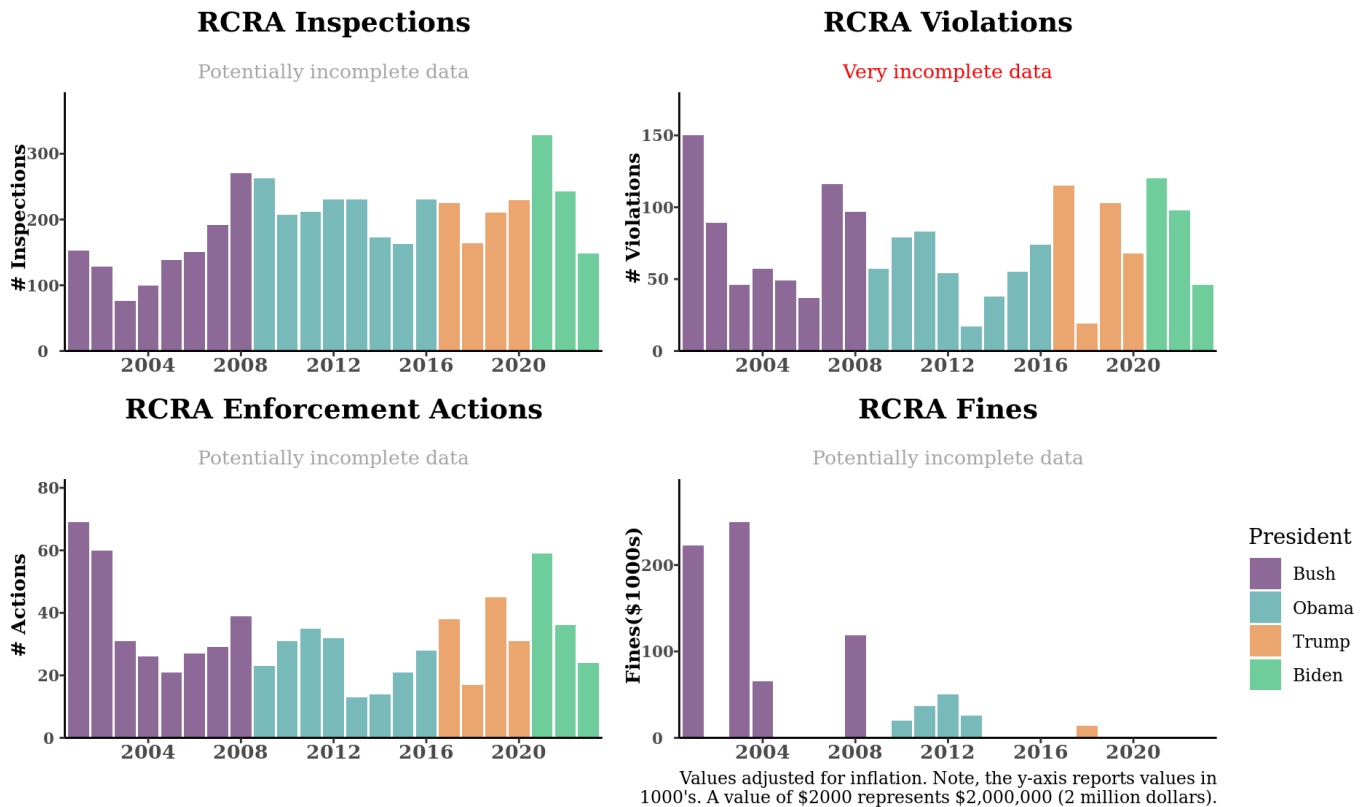 RCRA Inspections
Potentially incomplete data
# Inspections
300
200
100
0
2004
2008
2012
2016
2020
RCRA Violations
Very incomplete data
# Violations
150
100
50
0
2004
2008
2012
2016
2020
RCRA Enforcement Actions
Potentially incomplete data
# Actions
80
60
40
20
0
2004
2008
2012
2016
2020
RCRA Fines
Potentially incomplete data
Fines($1000s)
200
100
0
2004
2008
2012
2016
2020
President
Bush
Obama
Trump
Biden
Values adjusted for inflation. Note, the y-axis reports values in
1000's. A value of $2000 represents $2,000,000 (2 million dollars).